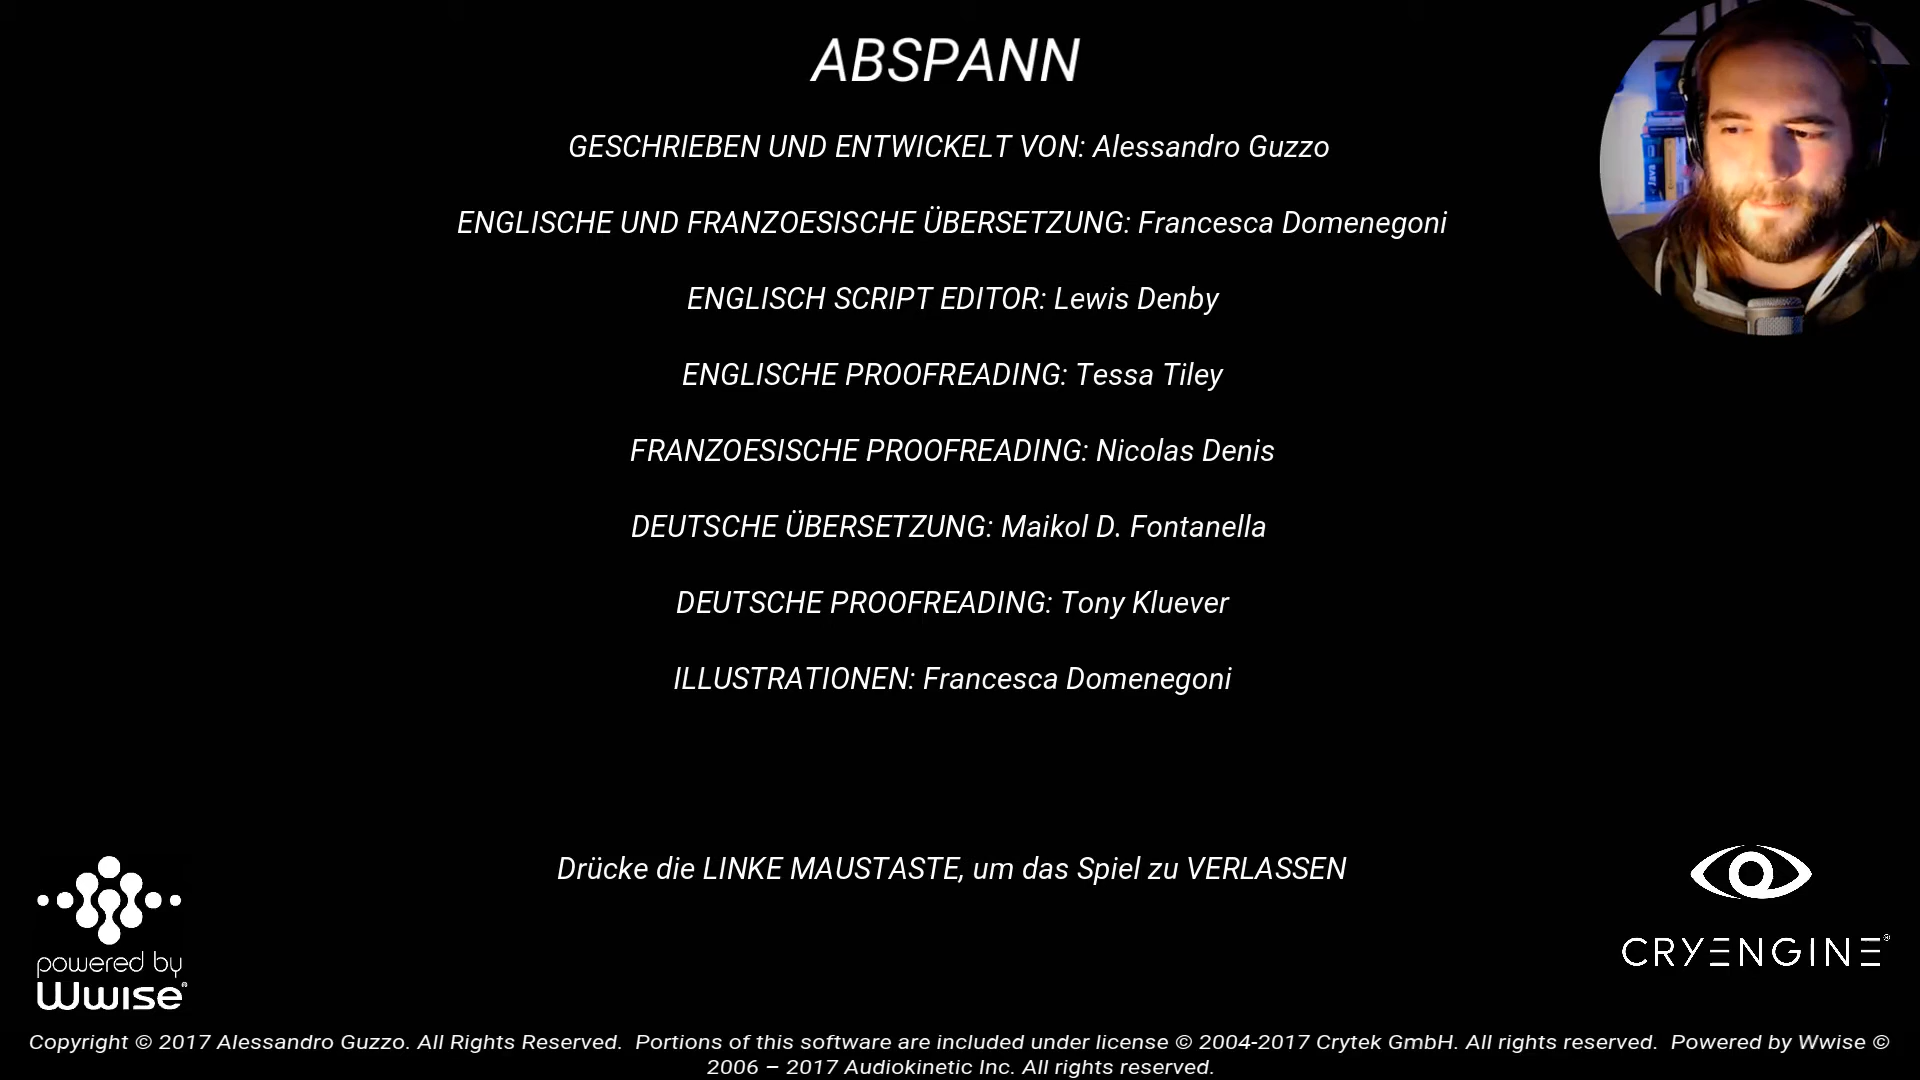 ABSPANN
GESCHRIEBEN UND ENTWICKELT VON: Alessandro Guzzo
ENGLISCHE UND FRANZOESISCHE ÜBERSETZUNG: Francesca Domenegoni
ENGLISCH SCRIPT EDITOR: Lewis Denby
ENGLISCHE PROOFREADING: Tessa Tiley
FRANZOESISCHE PROOFREADING: Nicolas Denis
DEUTSCHE ÜBERSETZUNG: Maikol D. Fontanella
DEUTSCHE PROOFREADING: Tony Kluever
ILLUSTRATIONEN: Francesca Domenegoni
Java
Drücke die LINKE MAUSTASTE, um das Spiel zu VERLASSEN
powered by
Wwise®
CRYENGINE®
Copyright © 2017 Alessandro Guzzo. All Rights Reserved. Portions of this software are included under license © 2004-2017 Crytek GmbH. All rights reserved. Powered by Wwise ©
2006 – 2017 Audiokinetic Inc. All rights reserved.